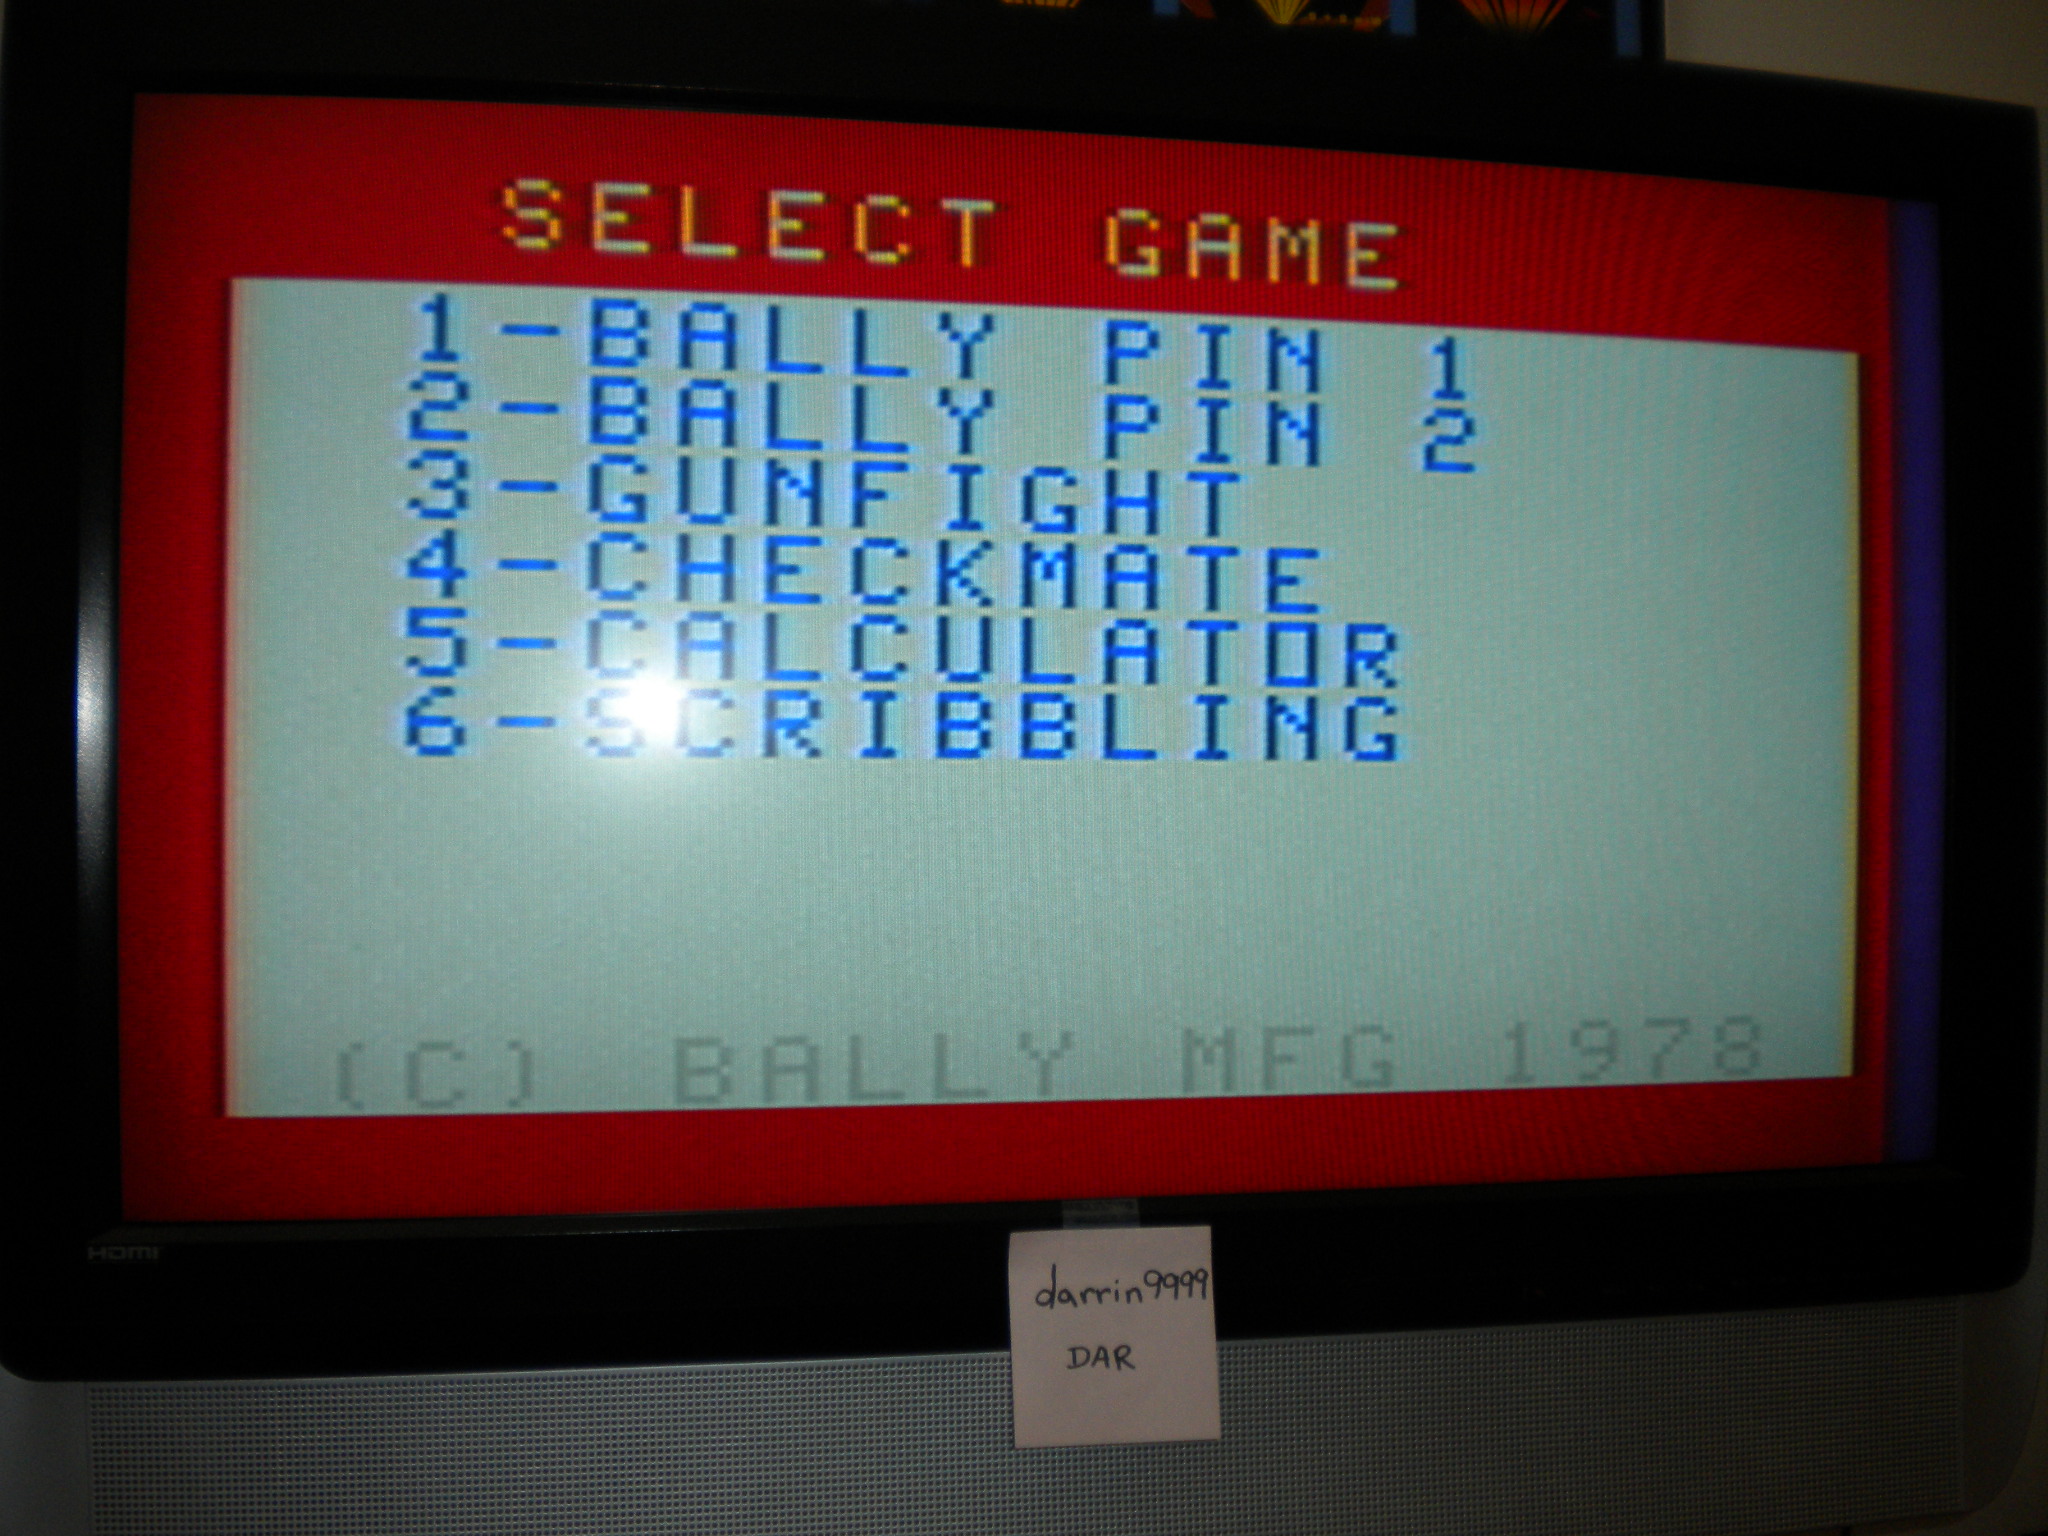 SELECT GAME
1-BALLY PIN 1
2-BALLY PIN 2
3-GUNFIGHT
4-CHECKMATE
5-CALCULATOR
6-SCRIBBLING
(C) BALLY MFG 1978
HDMI
darrin9999
DAR